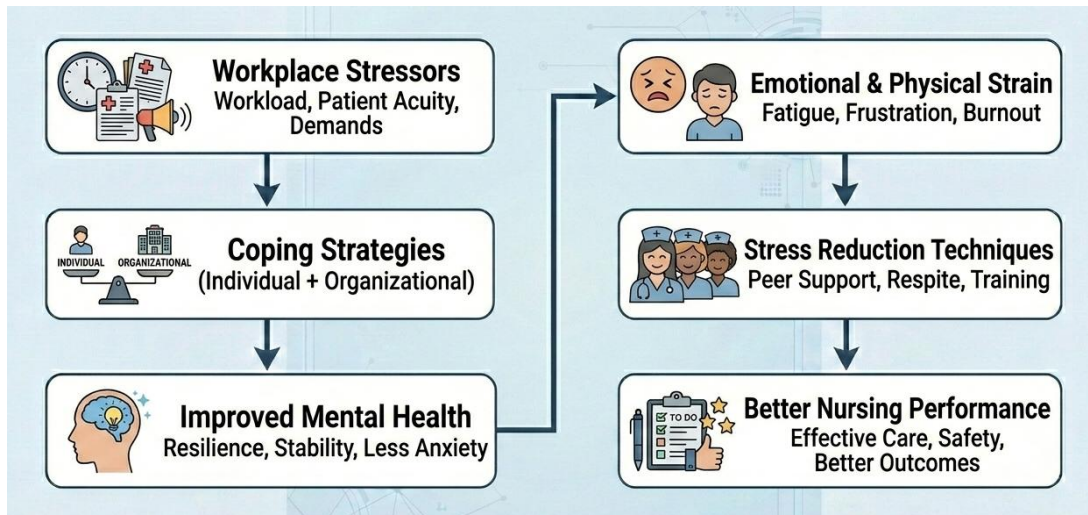 Workplace Stressors
Workload, Patient Acuity,
Demands
INDIVIDUAL
ORGANIZATIONAL
Coping Strategies
(Individual + Organizational)
Improved Mental Health
Resilience, Stability, Less Anxiety
Emotional & Physical Strain
Fatigue, Frustration, Burnout
Stress Reduction Techniques
Peer Support, Respite, Training
TO DO
Better Nursing Performance
Effective Care, Safety,
Better Outcomes